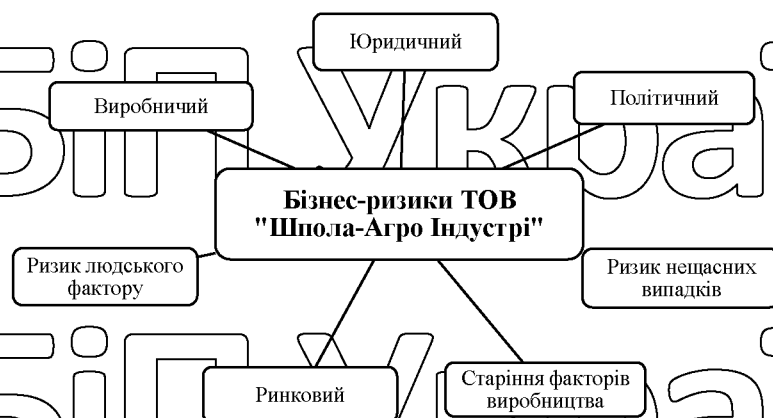 Юридичний
Виробничий
Політичний
Бізнес-ризики ТОВ
"Шпола-Агро Індустрі"
Ризик людського
фактору
Ризик нещасних
випадків
Ринковий
Старіння факторів
виробництва